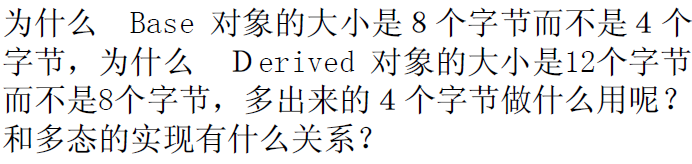 为什么 Base 对象的大小是８个字节而不是４个
字节，为什么 Ｄerived 对象的大小是12个字节
而不是8个字节，多出来的４个字节做什么用呢？
和多态的实现有什么关系？